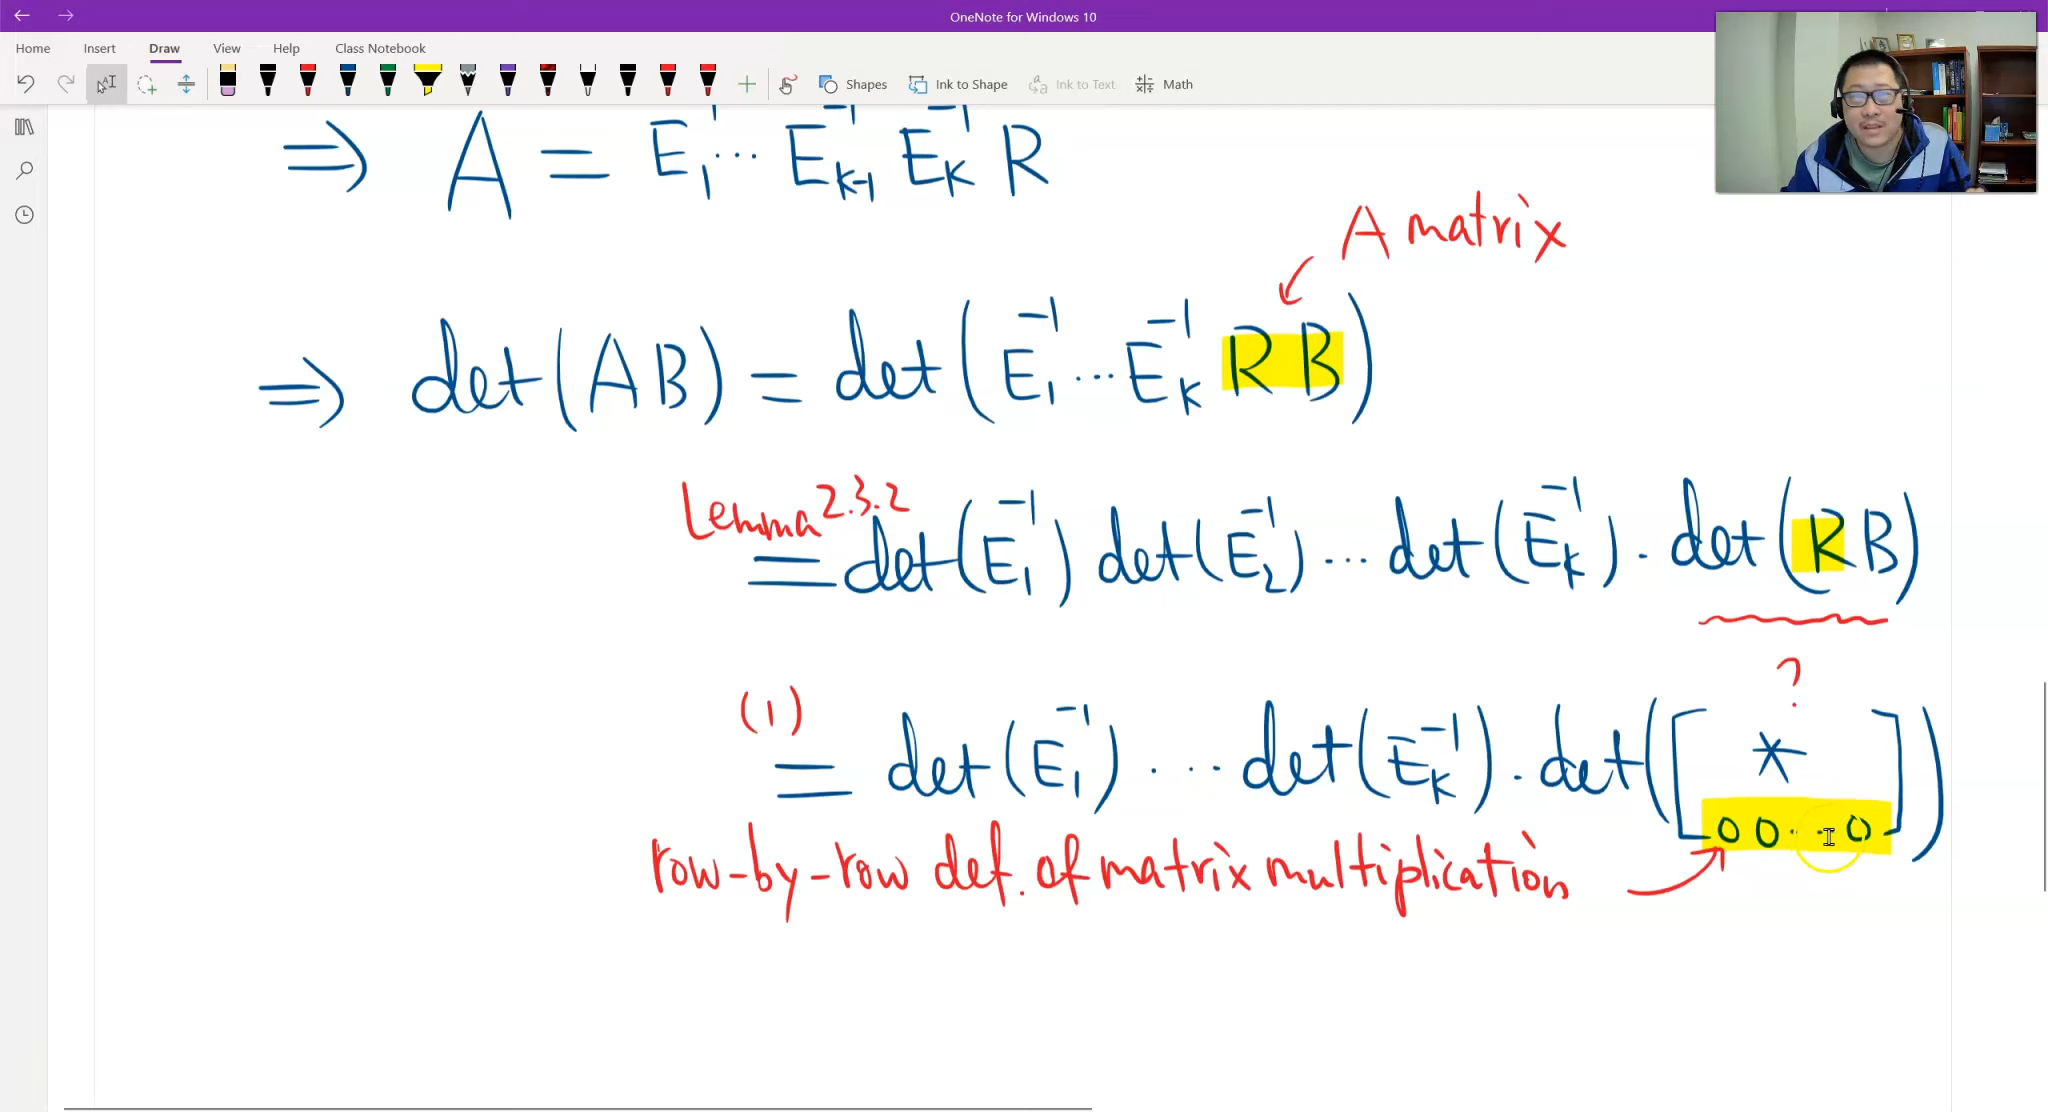 OneNote for Windows 10
Home Insert Draw View Help Class Notebook
Shapes Ink to Shape Ink to Text Math
⇒ A = E₁⁻¹ ⋯ Eₖ₋₁⁻¹ Eₖ⁻¹ R
A matrix
⇒ det(AB) = det(E₁⁻¹ ⋯ Eₖ⁻¹ R B)
Lemma 2.3.2
= det(E₁⁻¹) det(E₂⁻¹) ⋯ det(Eₖ⁻¹) · det(RB)
?
(1)
= det(E₁⁻¹) ⋯ det(Eₖ⁻¹) · det([ *
0 0 ⋯ 0 ])
row-by-row def. of matrix multiplication